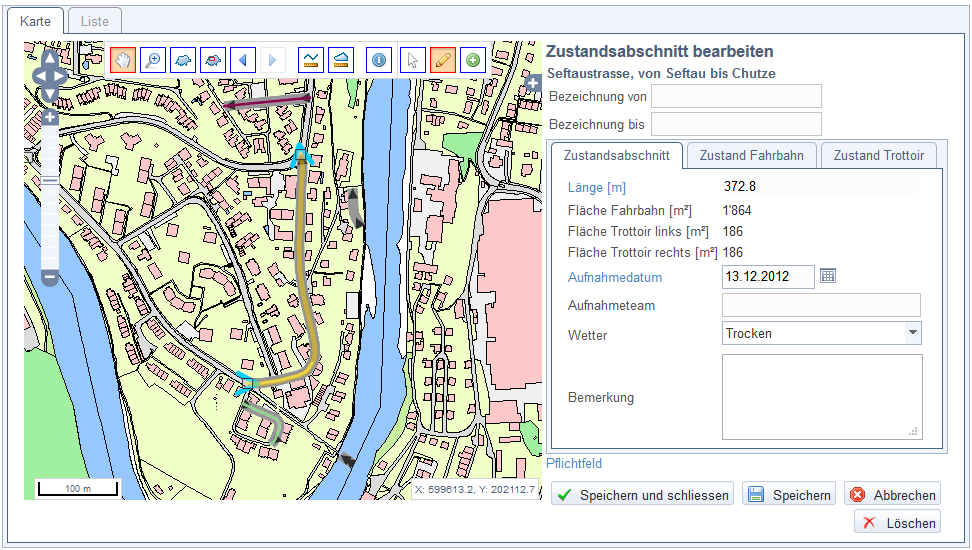 Karte
Liste
Zustandsabschnitt bearbeiten
Seftaustrasse, von Seftau bis Chutze
Bezeichnung von
Bezeichnung bis
Zustandsabschnitt
Zustand Fahrbahn
Zustand Trottoir
Länge [m] 372.8
Fläche Fahrbahn [m²] 1'864
Fläche Trottoir links [m²] 186
Fläche Trottoir rechts [m²] 186
Aufnahmedatum 13.12.2012
Aufnahmeteam
Wetter Trocken
Bemerkung
Pflichtfeld
100 m
X: 599613.2, Y: 202112.7
Speichern und schliessen
Speichern
Abbrechen
Löschen